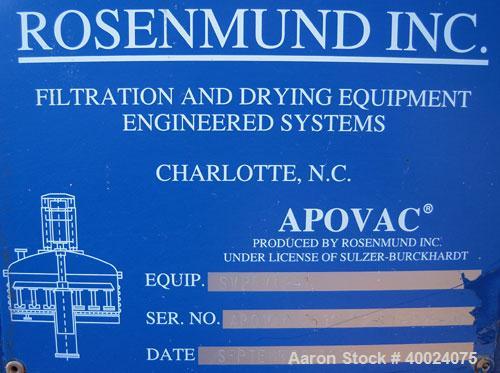 ROSENMUND INC.
FILTRATION AND DRYING EQUIPMENT
ENGINEERED SYSTEMS
CHARLOTTE, N.C.
APOVAC®
PRODUCED BY ROSENMUND INC.
UNDER LICENSE OF SULZER-BURCKHARDT
EQUIP.
SER. NO.
DATE
Aaron Stock # 40024075